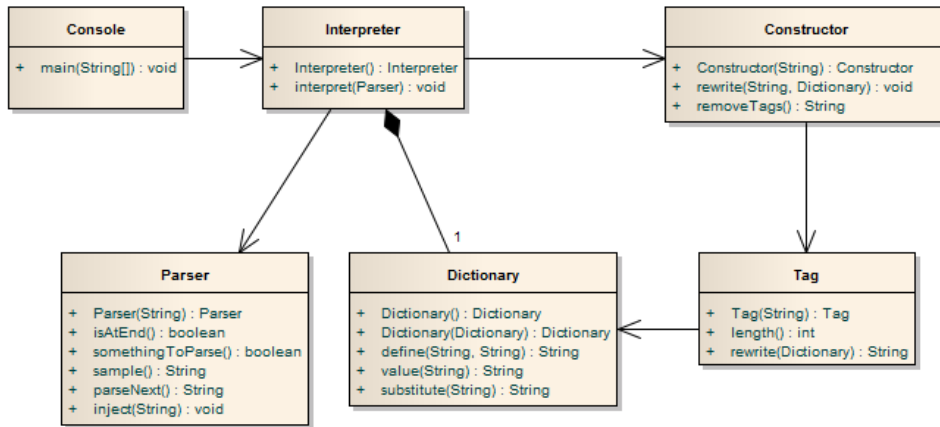 Console
+ main(String[]) : void
Interpreter
+ Interpreter() : Interpreter
+ interpret(Parser) : void
Constructor
+ Constructor(String) : Constructor
+ rewrite(String, Dictionary) : void
+ removeTags() : String
1
Parser
+ Parser(String) : Parser
+ isAtEnd() : boolean
+ somethingToParse() : boolean
+ sample() : String
+ parseNext() : String
+ inject(String) : void
Dictionary
+ Dictionary() : Dictionary
+ Dictionary(Dictionary) : Dictionary
+ define(String, String) : String
+ value(String) : String
+ substitute(String) : String
Tag
+ Tag(String) : Tag
+ length() : int
+ rewrite(Dictionary) : String